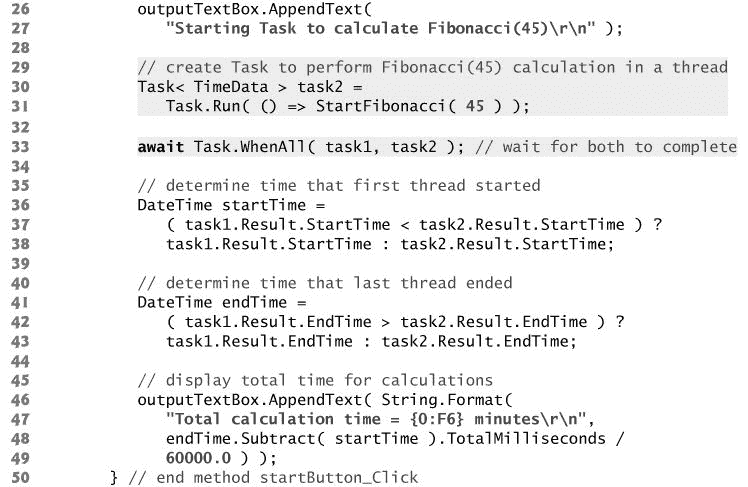 26 outputTextBox.AppendText(
27 "Starting Task to calculate Fibonacci(45)\r\n" );
28
29 // create Task to perform Fibonacci(45) calculation in a thread
30 Task< TimeData > task2 =
31 Task.Run( () => StartFibonacci( 45 ) );
32
33 await Task.WhenAll( task1, task2 ); // wait for both to complete
34
35 // determine time that first thread started
36 DateTime startTime =
37 ( task1.Result.StartTime < task2.Result.StartTime ) ?
38 task1.Result.StartTime : task2.Result.StartTime;
39
40 // determine time that last thread ended
41 DateTime endTime =
42 ( task1.Result.EndTime > task2.Result.EndTime ) ?
43 task1.Result.EndTime : task2.Result.EndTime;
44
45 // display total time for calculations
46 outputTextBox.AppendText( String.Format(
47 "Total calculation time = {0:F6} minutes\r\n",
48 endTime.Subtract( startTime ).TotalMilliseconds /
49 60000.0 ) );
50 } // end method startButton_Click